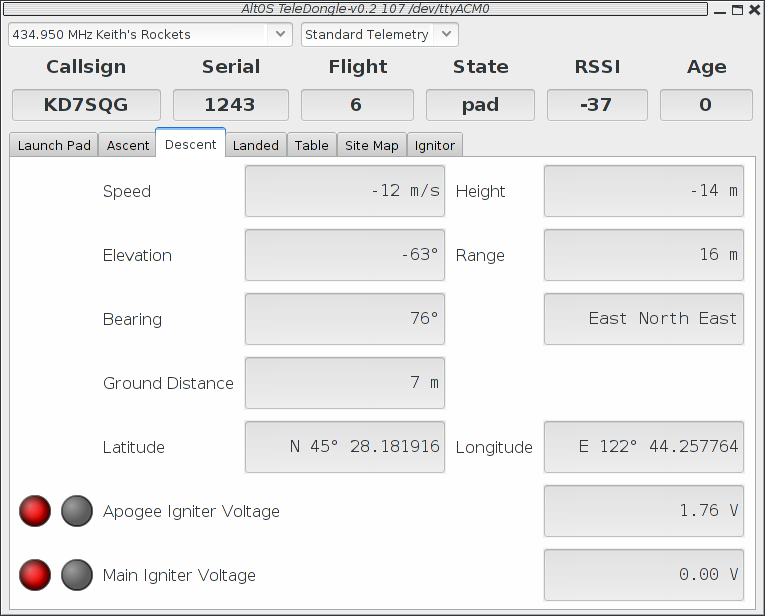 AltOS TeleDongle-v0.2 107 /dev/ttyACM0
434.950 MHz Keith's Rockets Standard Telemetry
Callsign Serial Flight State RSSI Age
KD7SQG 1243 6 pad -37 0
Launch Pad Ascent Descent Landed Table Site Map Ignitor
Speed -12 m/s Height -14 m
Elevation -63° Range 16 m
Bearing 76° East North East
Ground Distance 7 m
Latitude N 45° 28.181916 Longitude E 122° 44.257764
Apogee Igniter Voltage 1.76 V
Main Igniter Voltage 0.00 V